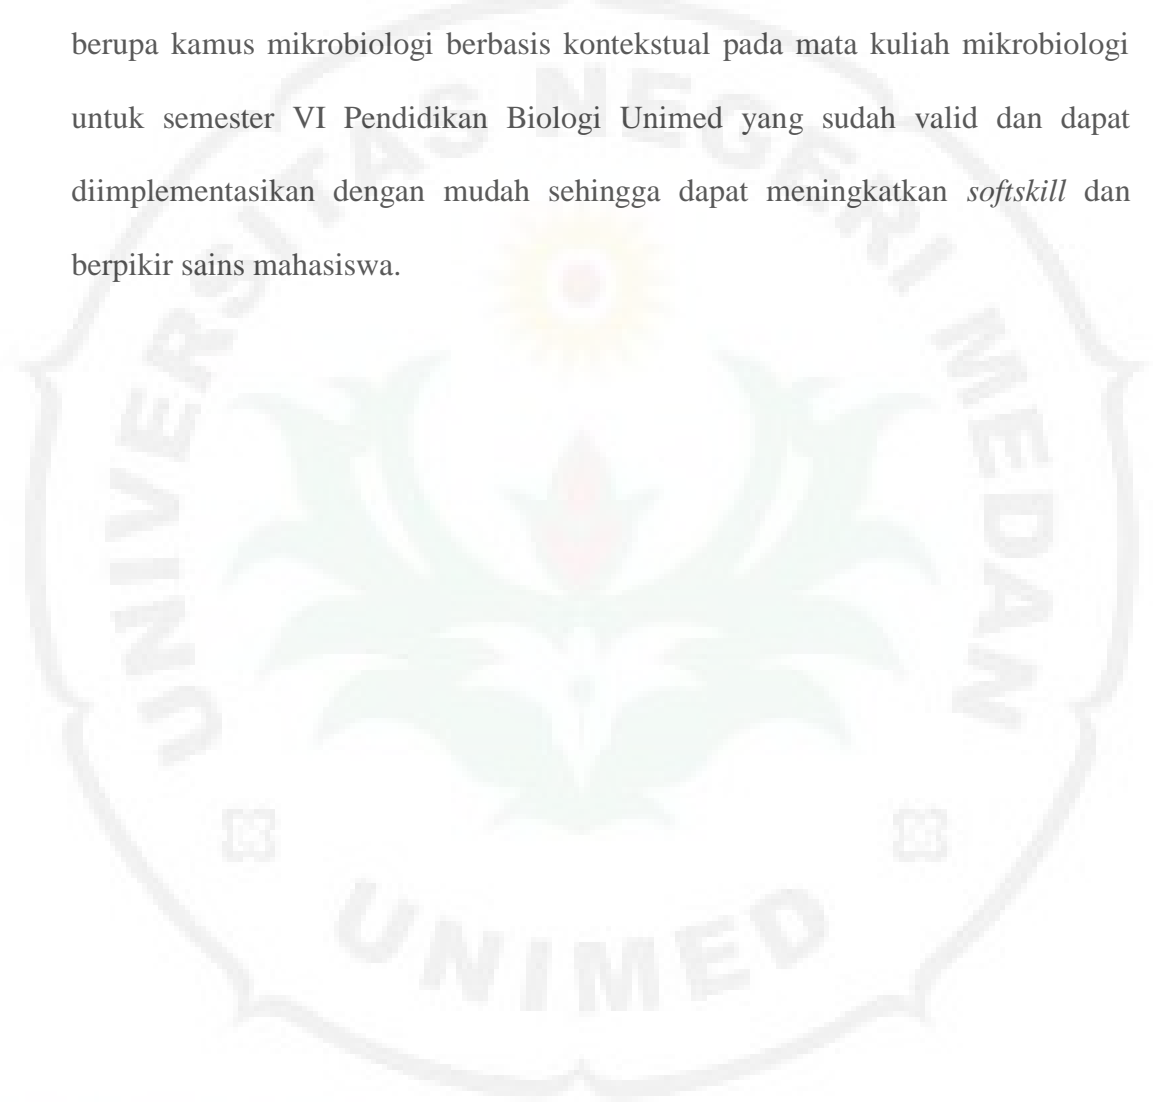 berupa kamus mikrobiologi berbasis kontekstual pada mata kuliah mikrobiologi
untuk semester VI Pendidikan Biologi Unimed yang sudah valid dan dapat
diimplementasikan dengan mudah sehingga dapat meningkatkan softskill dan
berpikir sains mahasiswa.
UNIVERSITAS NEGERI MEDAN
UNIMED